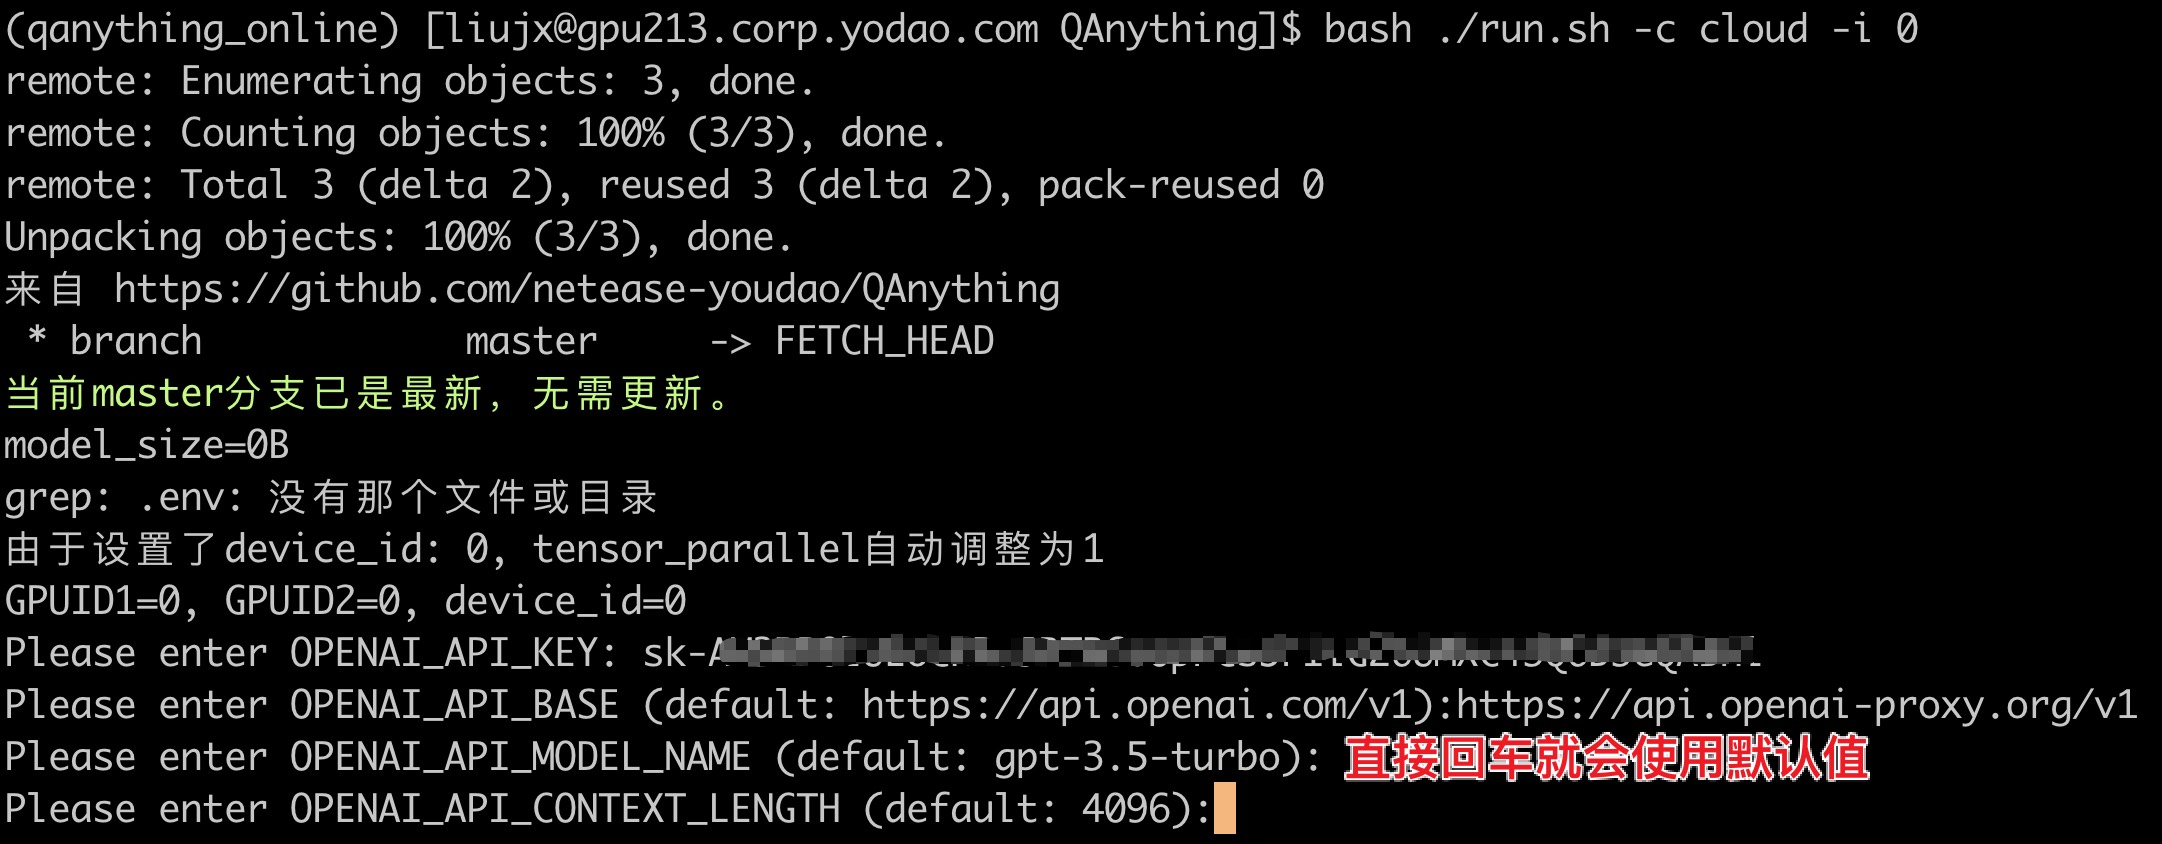 (qanything_online) [liujx@gpu213.corp.yodao.com QAnything]$ bash ./run.sh -c cloud -i 0
remote: Enumerating objects: 3, done.
remote: Counting objects: 100% (3/3), done.
remote: Total 3 (delta 2), reused 3 (delta 2), pack-reused 0
Unpacking objects: 100% (3/3), done.
来自 https://github.com/netease-youdao/QAnything
 * branch            master     -> FETCH_HEAD
当前master分支已是最新，无需更新。
model_size=0B
grep: .env: 没有那个文件或目录
由于设置了device_id: 0, tensor_parallel自动调整为1
GPUID1=0, GPUID2=0, device_id=0
Please enter OPENAI_API_KEY: sk-
Please enter OPENAI_API_BASE (default: https://api.openai.com/v1):https://api.openai-proxy.org/v1
Please enter OPENAI_API_MODEL_NAME (default: gpt-3.5-turbo): 直接回车就会使用默认值
Please enter OPENAI_API_CONTEXT_LENGTH (default: 4096):